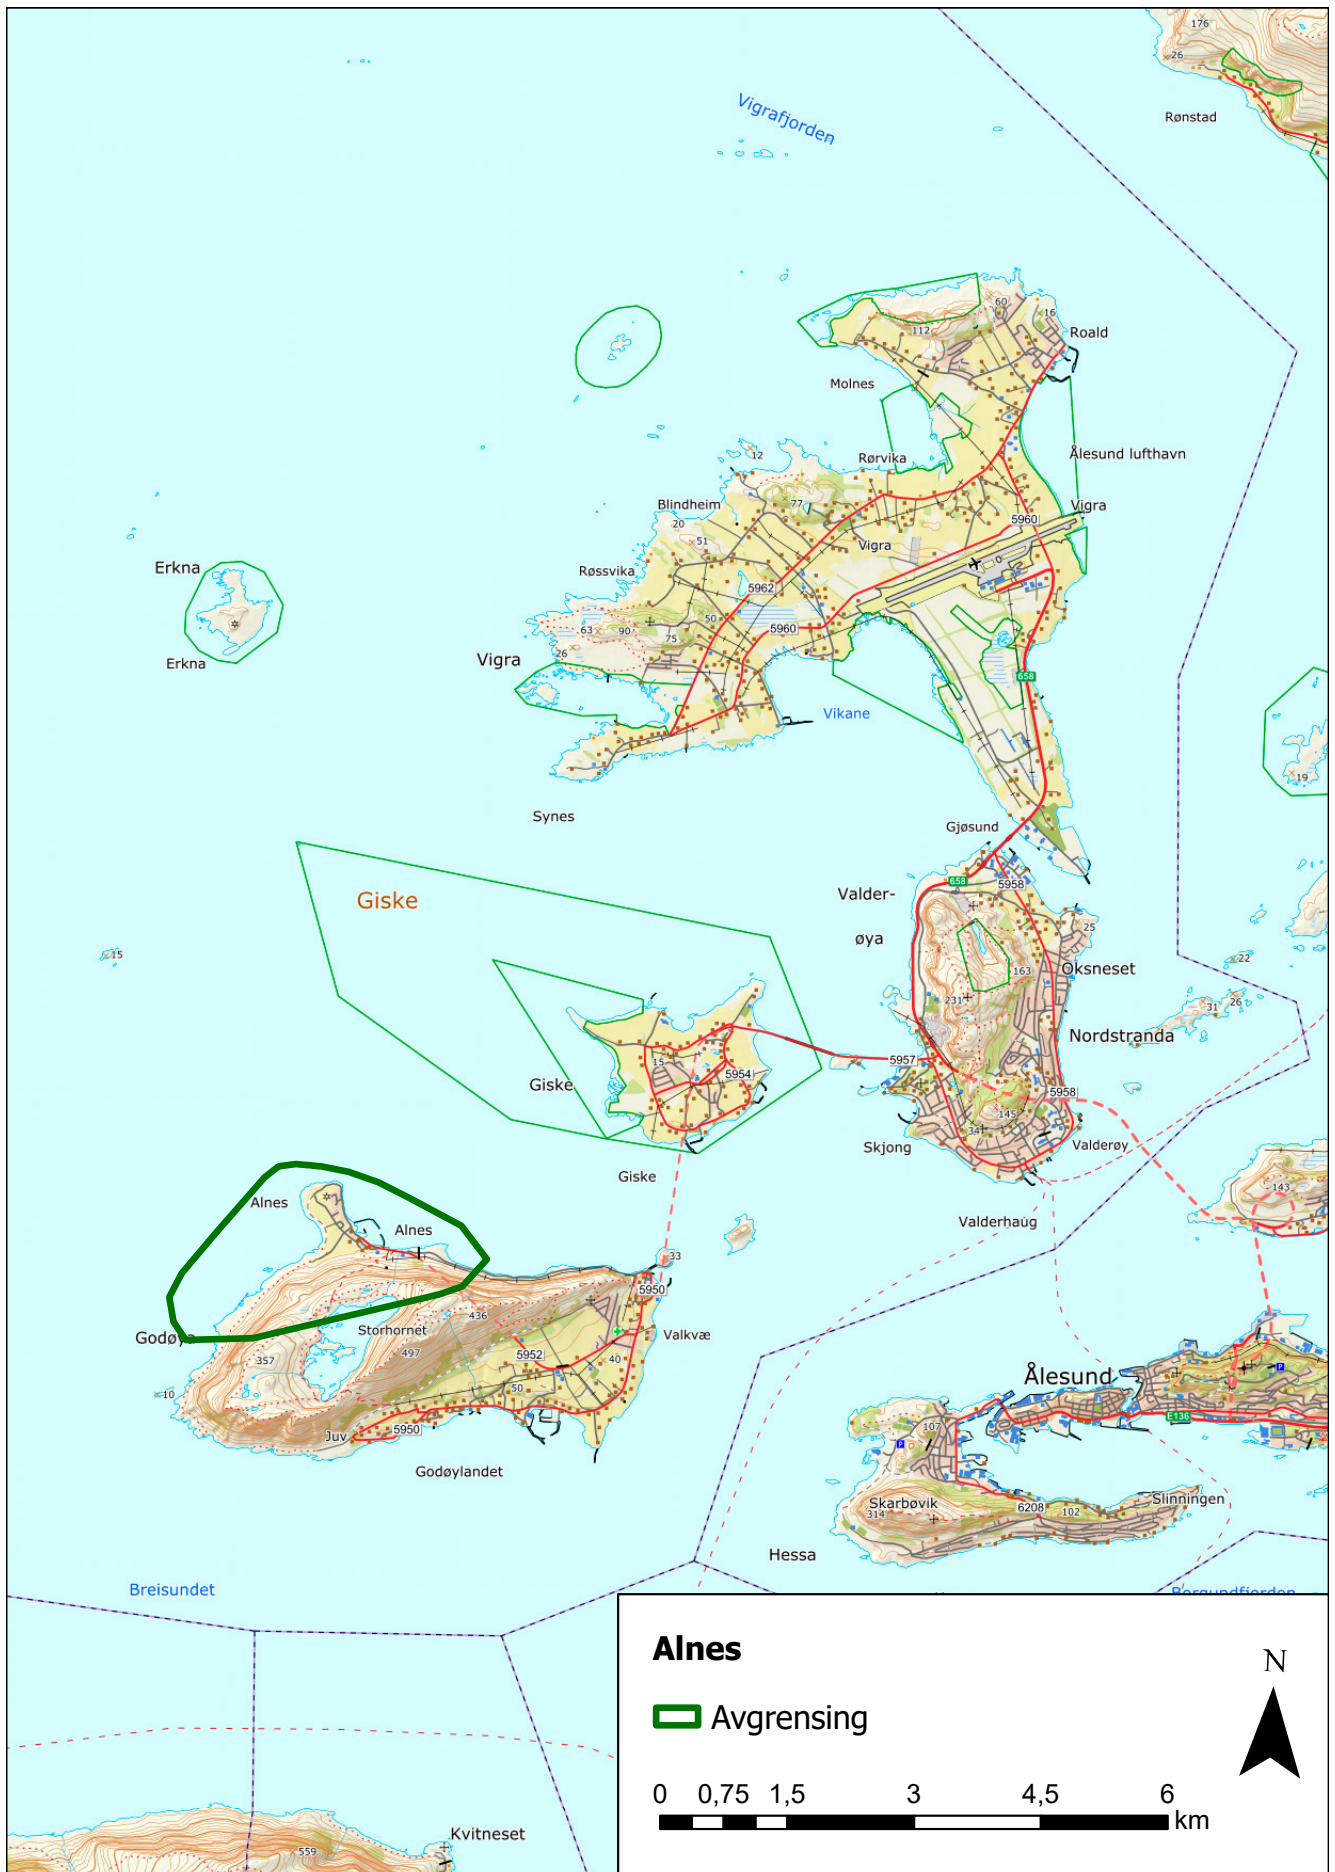 176
26
Rønstad
Vigrafjorden
60
16
112
Roald
Molnes
12
Rørvika
Ålesund lufthavn
Blindheim
77
20
Vigra
5960
51
Vigra
Erkna
Røssvika
0
5962
50
63
90
75
5960
26
Erkna
Vigra
658
Vikane
19
Synes
Gjøsund
658
5958
Giske
Valder-
øya
25
15
22
163
Oksneset
231
26
31
Nordstranda
15
5957
5954
Giske
5958
145
34
Skjong
Valderøy
Giske
143
Alnes
Alnes
Valderhaug
33
5950
436
Godøya
Storhornet
Valkvæ
497
357
5952
40
Ålesund
50
10
E136
107
Juv
5950
Godøylandet
Skarbøvik
314
6208
102
Slinningen
Hessa
Breisundet
Borgundfjorden
Alnes
N
Avgrensing
0 0,75 1,5 3 4,5 6
km
Kvitneset
559
P
P